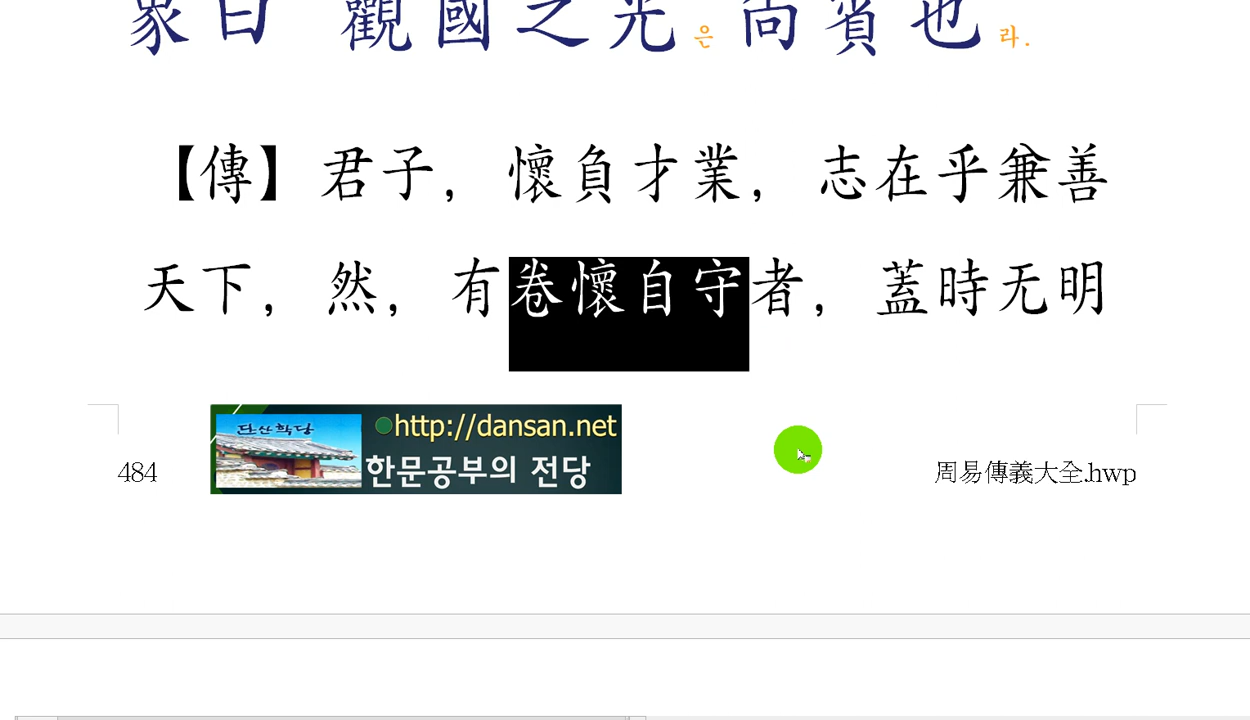 象曰 觀國之光은 尙賓也라.
【傳】 君子, 懷負才業, 志在乎兼善
天下, 然, 有卷懷自守者, 蓋時无明
단산학당
http://dansan.net
한문공부의 전당
484
周易傳義大全.hwp